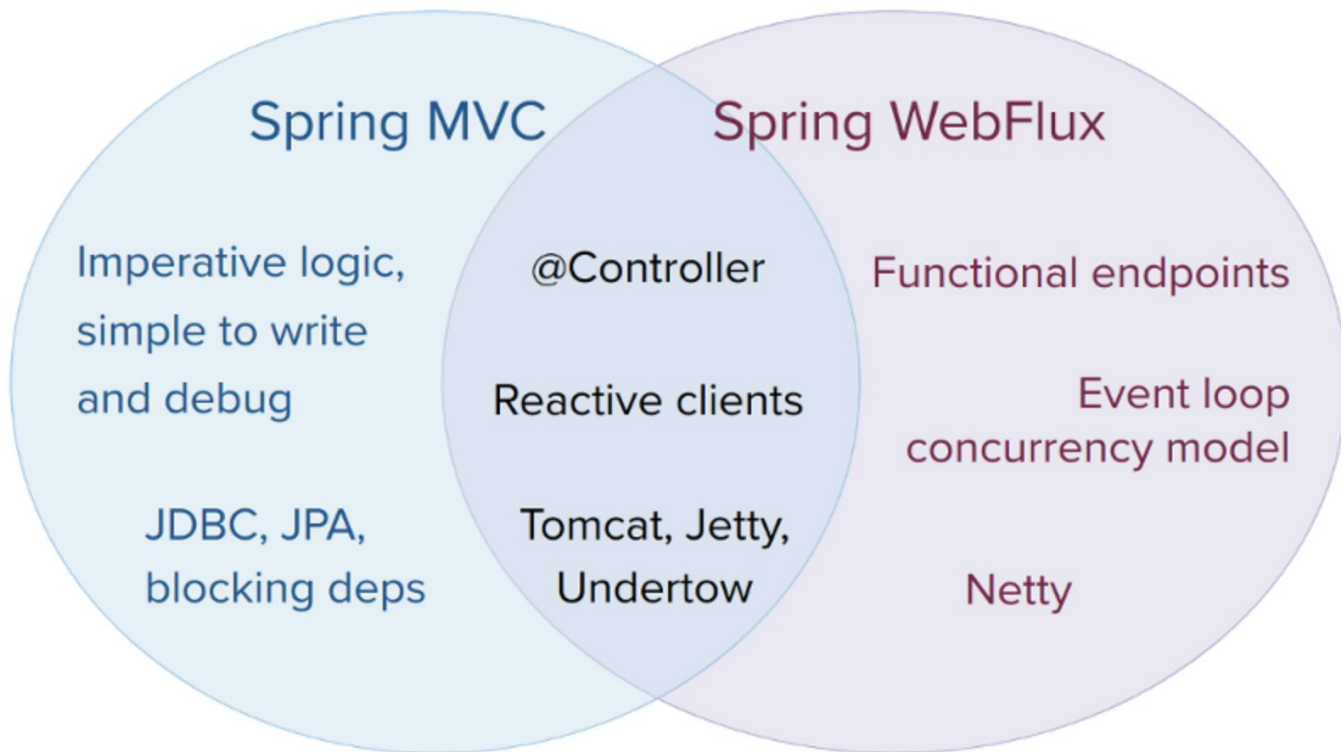 Spring MVC
Spring WebFlux
Imperative logic,
simple to write
and debug
JDBC, JPA,
blocking deps
@Controller
Reactive clients
Tomcat, Jetty,
Undertow
Functional endpoints
Event loop
concurrency model
Netty